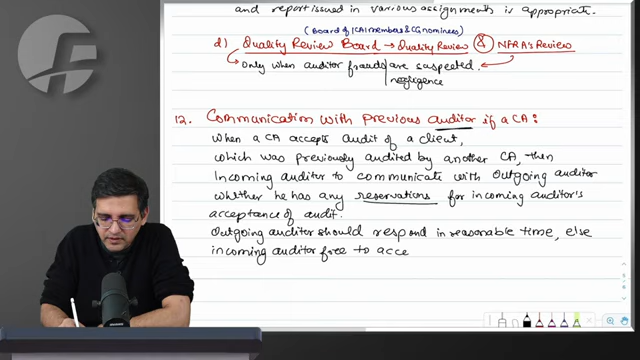 and report issued in various assignments is appropriate.
(Board of ICAI members & CG nominees)
d) Quality Review Board → Quality Review & NFRA's Review
Only when auditor frauds are suspected.
negligence
12. Communication with Previous auditor if a CA:
When a CA accepts audit of a client,
which was previously audited by another CA, then
Incoming auditor to communicate with Outgoing auditor
whether he has any reservations for incoming auditor's
acceptance of audit.
Outgoing auditor should respond in reasonable time, else
incoming auditor free to acce